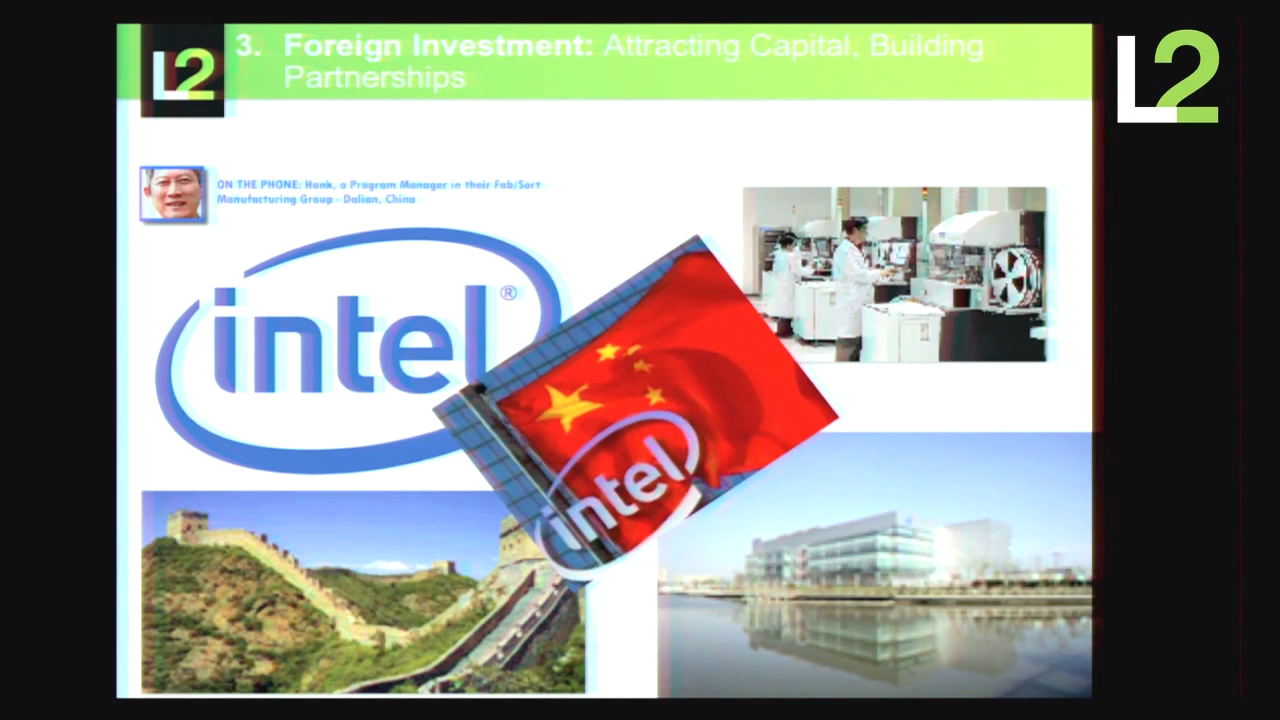 3. Foreign Investment: Attracting Capital, Building
Partnerships
L2
L2
ON THE PHONE: Hank, a Program Manager in their Fab/Sort
Manufacturing Group - Dalian, China
intel®
intel